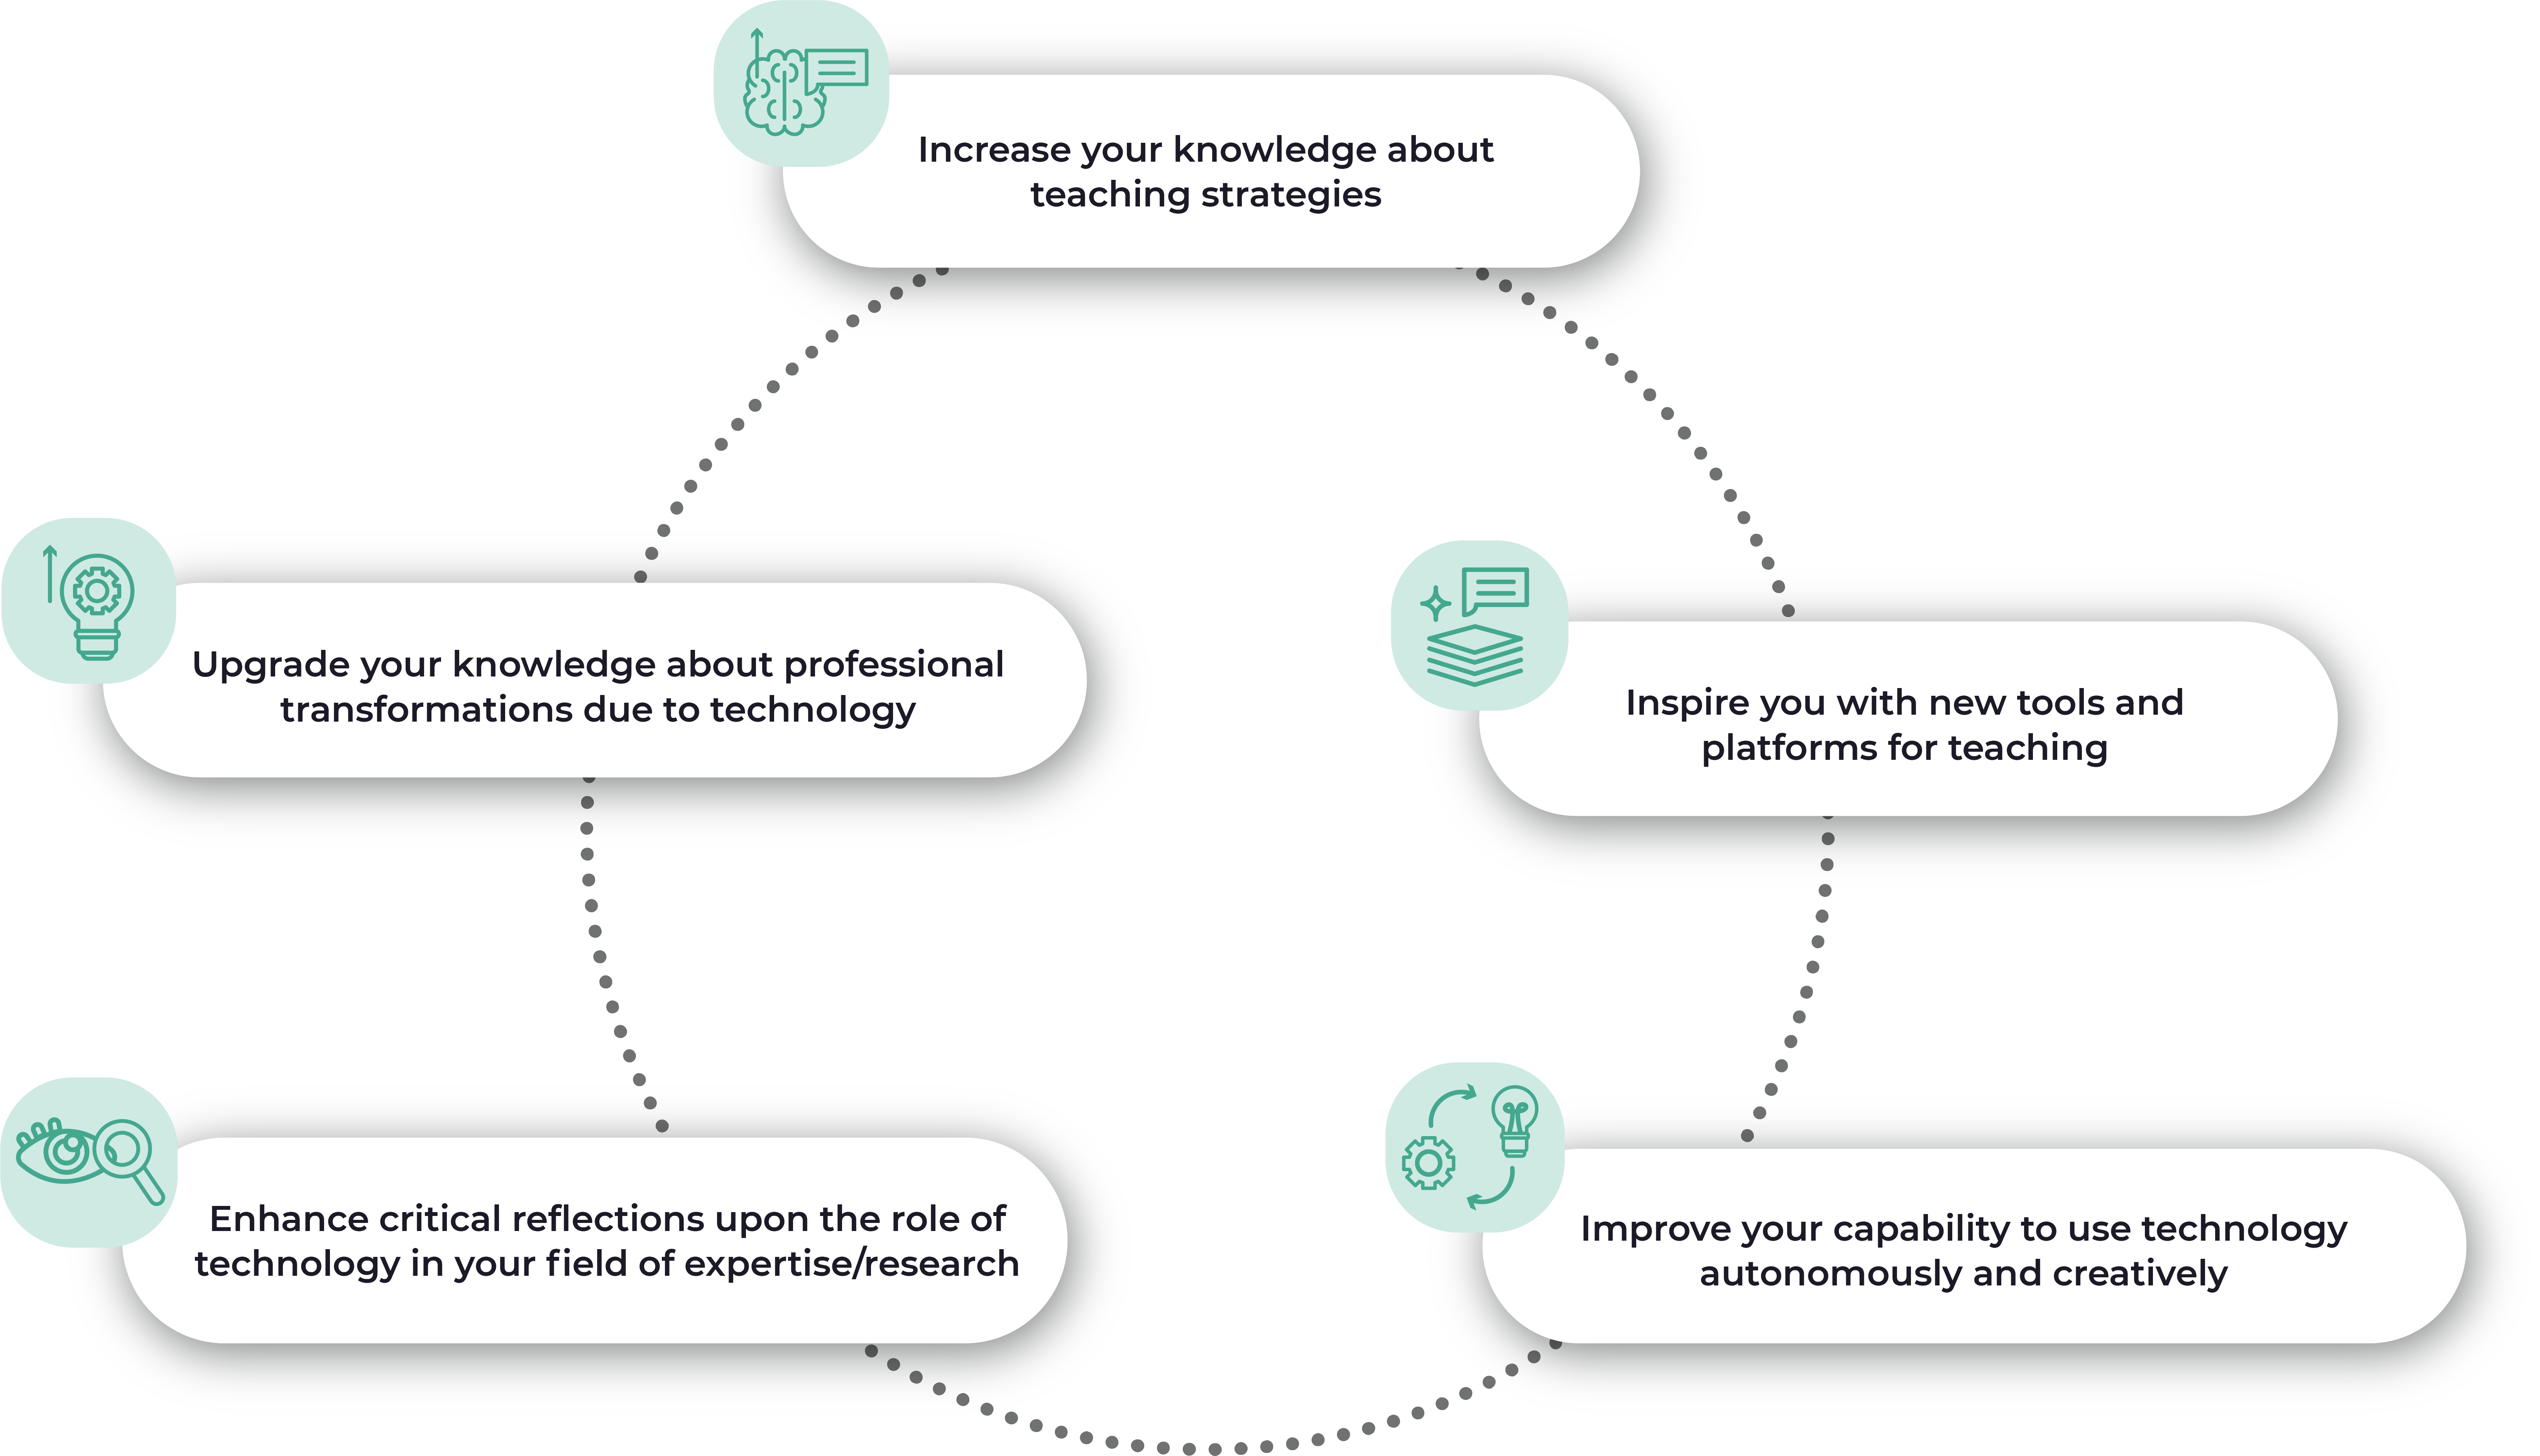 Increase your knowledge about
teaching strategies
Upgrade your knowledge about professional
transformations due to technology
Inspire you with new tools and
platforms for teaching
Enhance critical reflections upon the role of
technology in your field of expertise/research
Improve your capability to use technology
autonomously and creatively